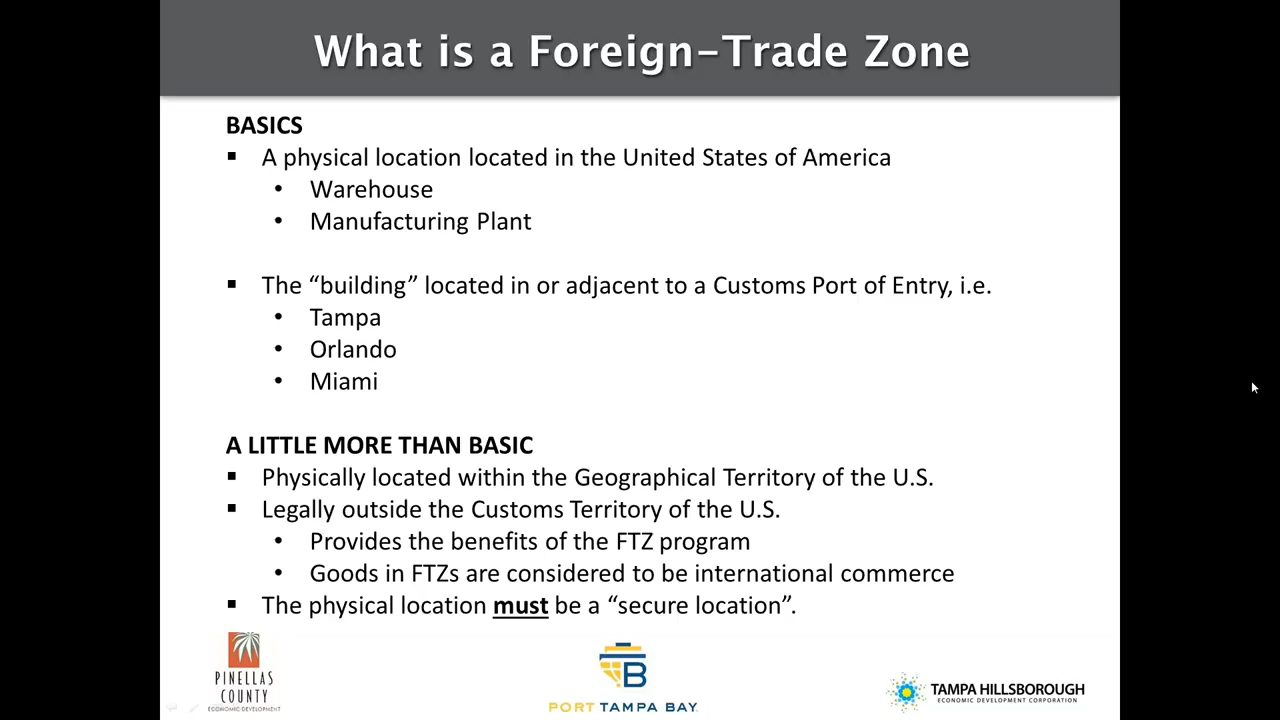 What is a Foreign-Trade Zone
BASICS
▪ A physical location located in the United States of America
• Warehouse
• Manufacturing Plant
▪ The “building” located in or adjacent to a Customs Port of Entry, i.e.
• Tampa
• Orlando
• Miami
A LITTLE MORE THAN BASIC
▪ Physically located within the Geographical Territory of the U.S.
▪ Legally outside the Customs Territory of the U.S.
• Provides the benefits of the FTZ program
• Goods in FTZs are considered to be international commerce
▪ The physical location must be a “secure location”.
PINELLAS
COUNTY
ECONOMIC DEVELOPMENT
B
PORT TAMPA BAY
TAMPA HILLSBOROUGH
ECONOMIC DEVELOPMENT CORPORATION